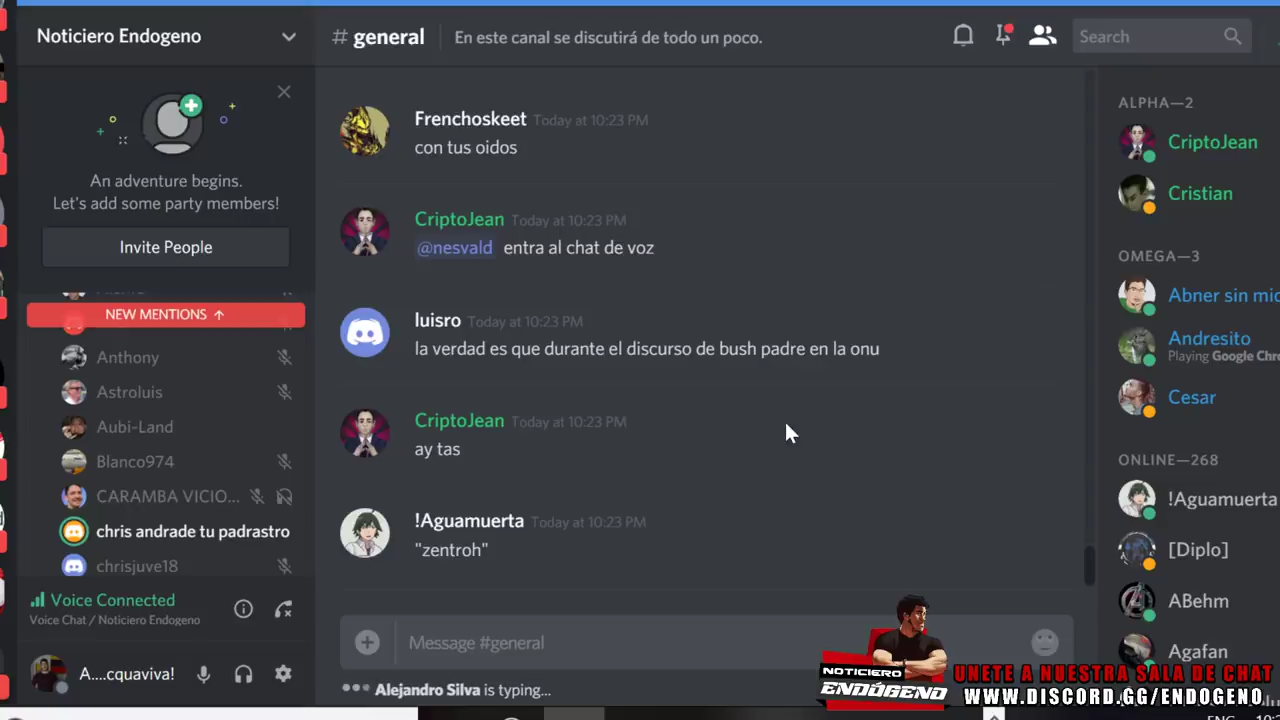 Noticiero Endogeno
# general
En este canal se discutirá de todo un poco.
Search
An adventure begins.
Let's add some party members!
Invite People
NEW MENTIONS ↑
Anthony
Astroluis
Aubi-Land
Blanco974
CARAMBA VICIO...
chris andrade tu padrastro
chrisjuve18
Voice Connected
Voice Chat / Noticiero Endogeno
A....cquaviva!
Frenchoskeet Today at 10:23 PM
con tus oidos
CriptoJean Today at 10:23 PM
@nesvald entra al chat de voz
luisro Today at 10:23 PM
la verdad es que durante el discurso de bush padre en la onu
CriptoJean Today at 10:23 PM
ay tas
!Aguamuerta Today at 10:23 PM
"zentroh"
Message #general
Alejandro Silva is typing...
ALPHA—2
CriptoJean
Cristian
OMEGA—3
Abner sin mic
Andresito
Playing Google Chr
Cesar
ONLINE—268
!Aguamuerta
[Diplo]
ABehm
Agafan
NOTICIERO
ENDÓGENO
UNETE A NUESTRA SALA DE CHAT
WWW.DISCORD.GG/ENDOGENO